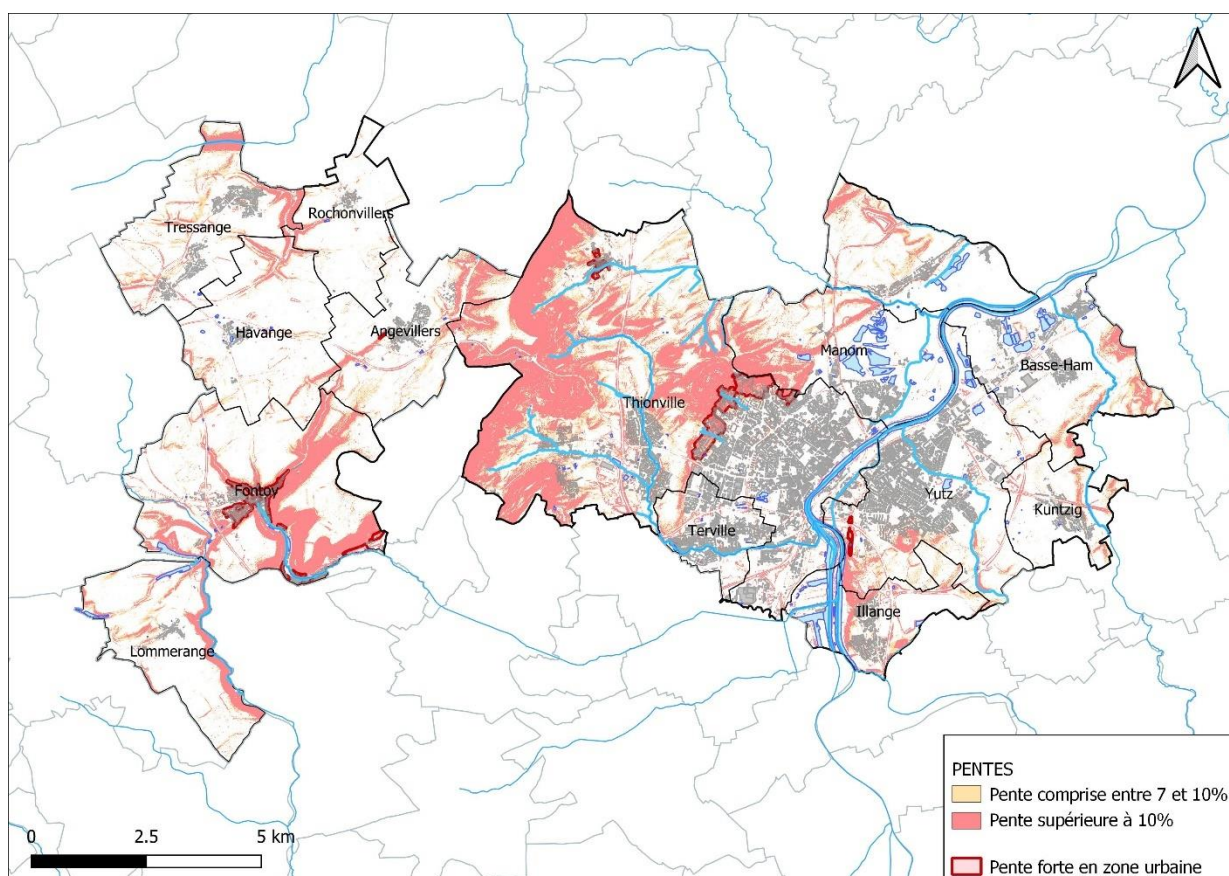 Tressange
Rochonvillers
Havange
Angevillers
Thionville
Manom
Basse-Ham
Fontoy
Yutz
Kuntzig
Terville
Illange
Lommerange
PENTES
Pente comprise entre 7 et 10%
Pente supérieure à 10%
Pente forte en zone urbaine
0 2.5 5 km